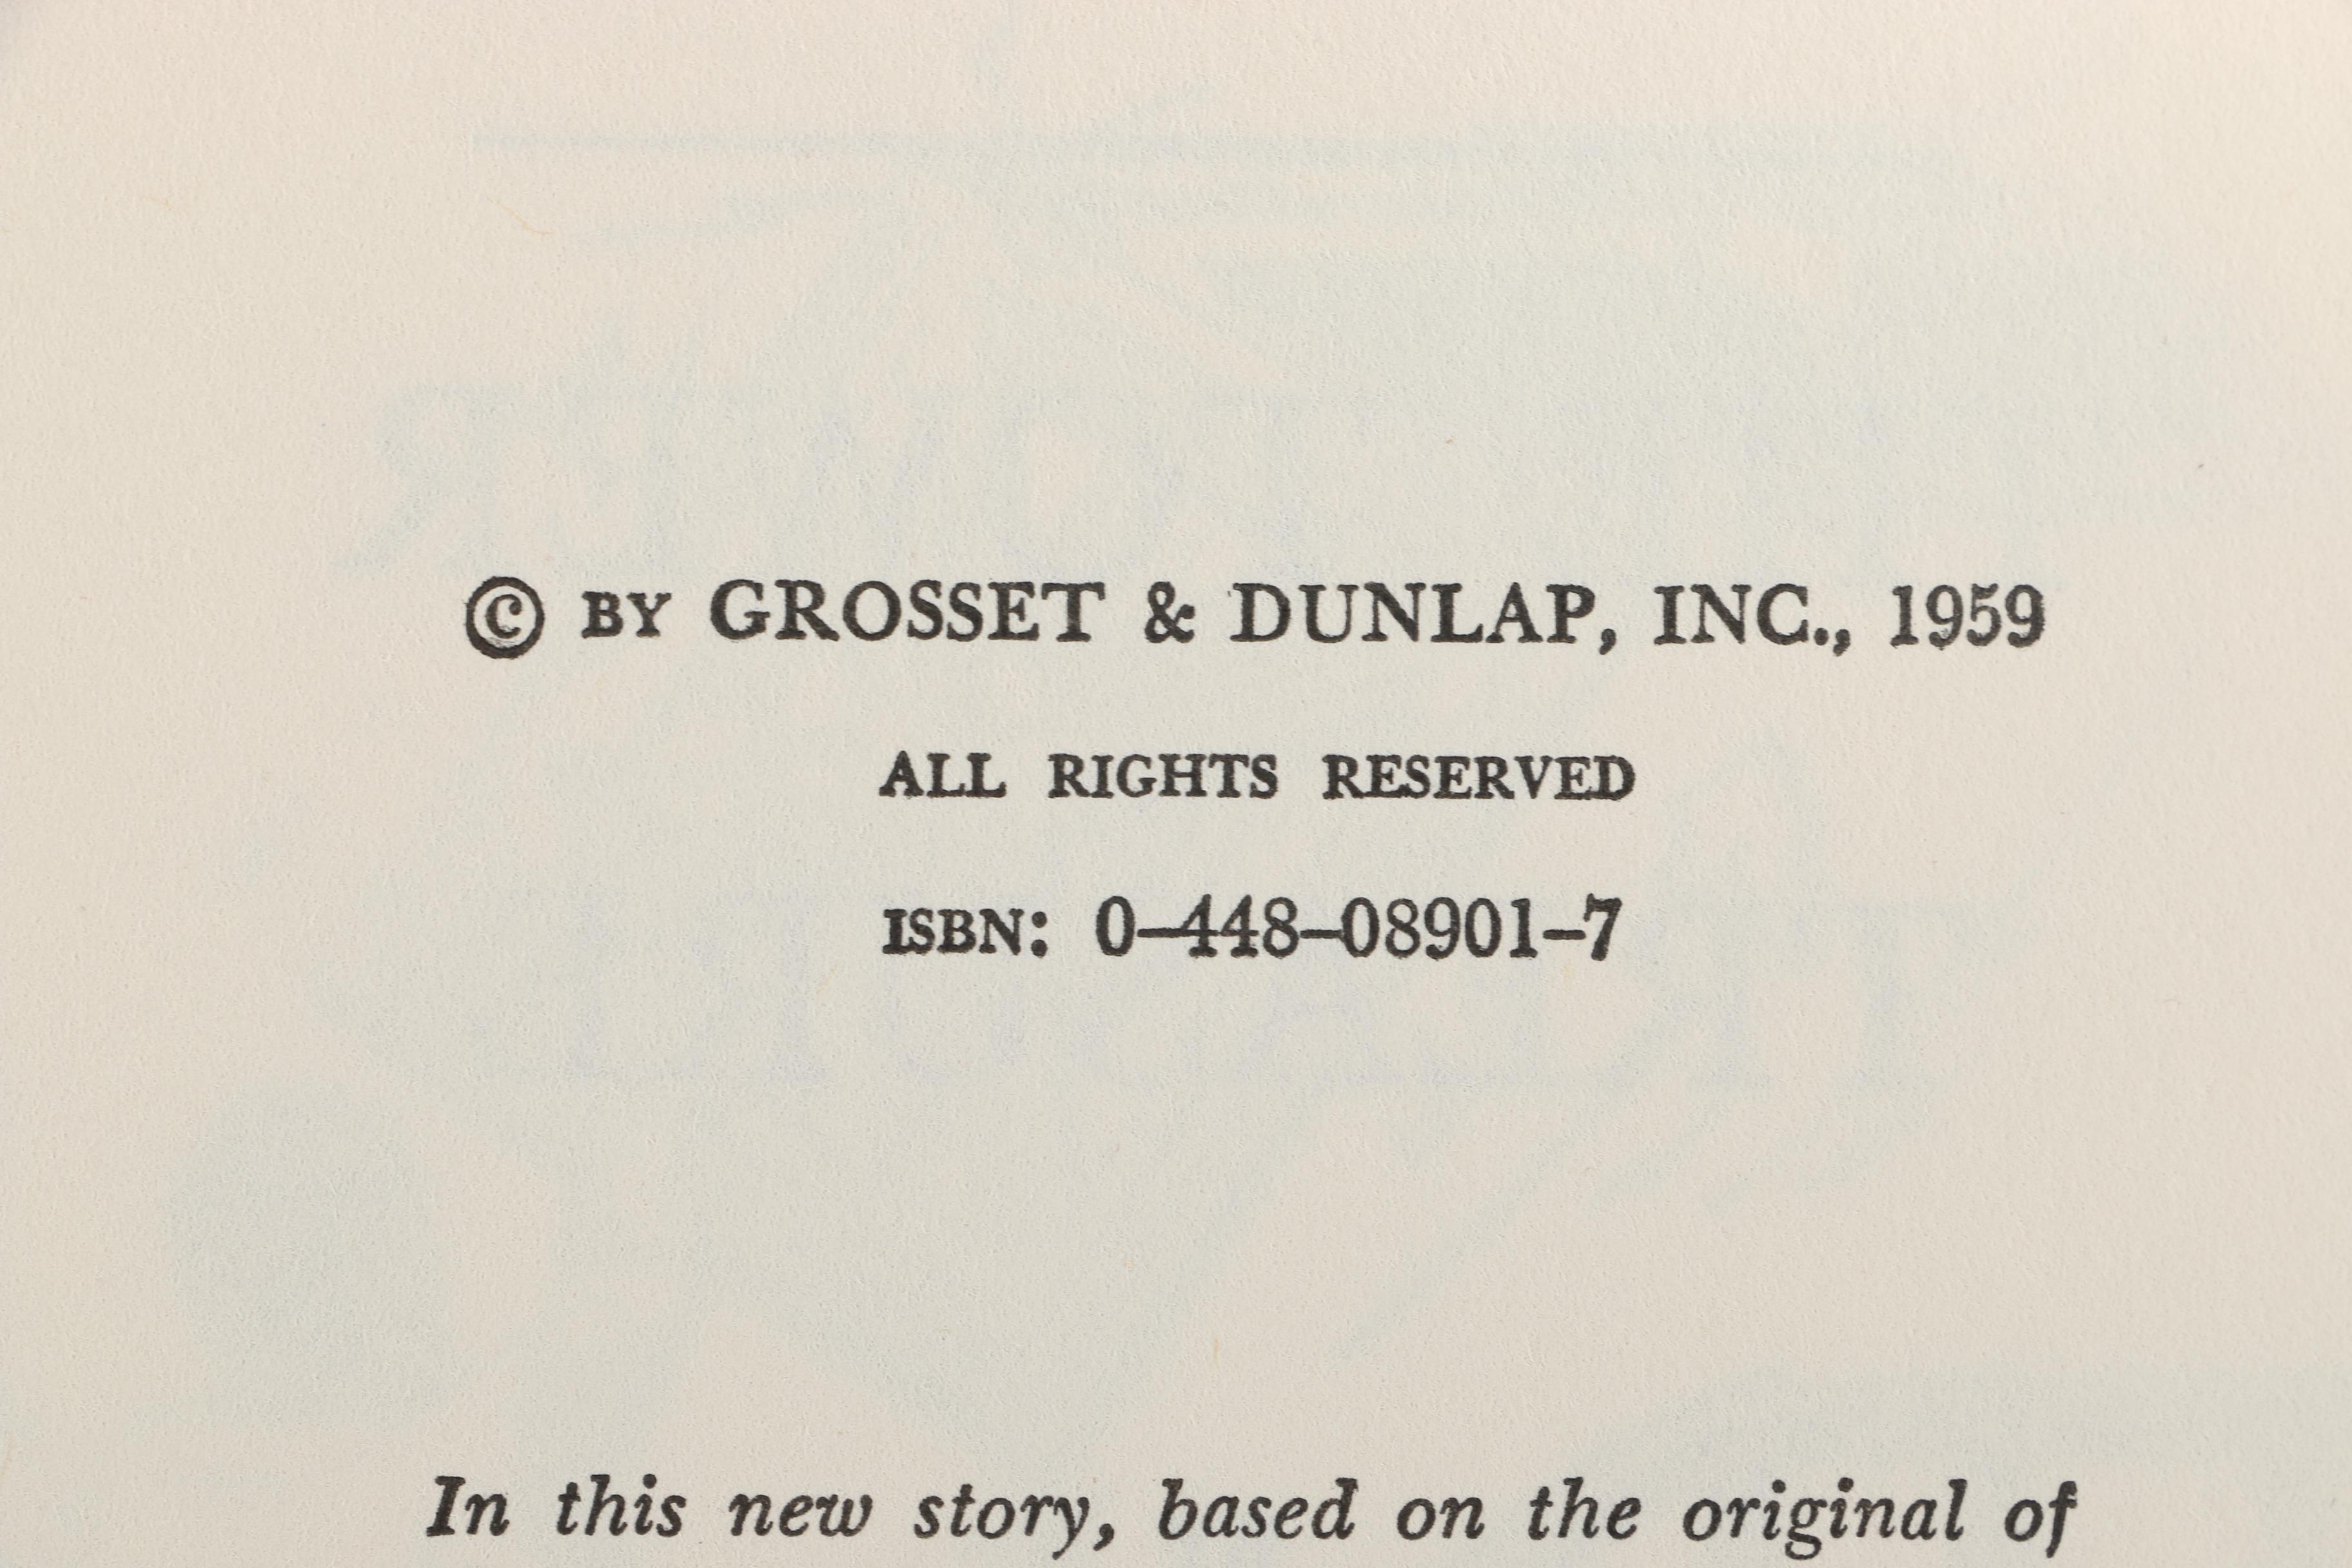 © BY GROSSET & DUNLAP, INC., 1959
ALL RIGHTS RESERVED
ISBN: 0–448–08901–7
In this new story, based on the original of